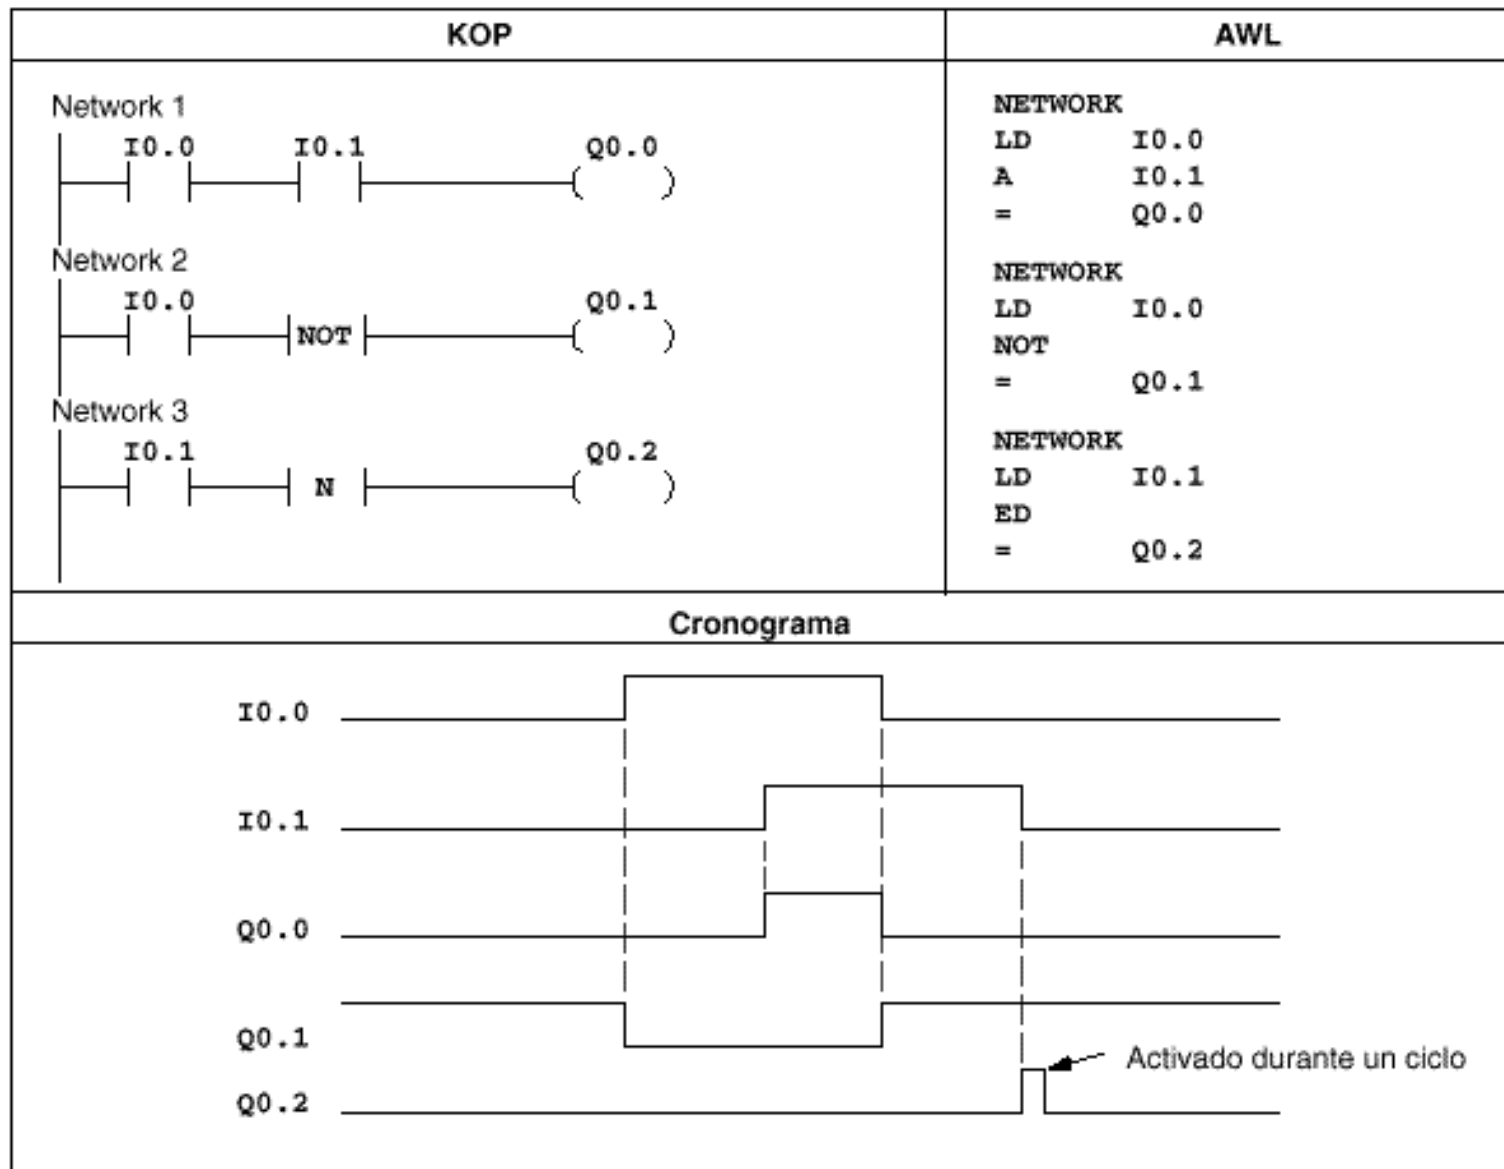 KOP
AWL
Network 1
I0.0 I0.1 Q0.0
Network 2
I0.0 NOT Q0.1
Network 3
I0.1 N Q0.2
NETWORK
LD I0.0
A I0.1
= Q0.0
NETWORK
LD I0.0
NOT
= Q0.1
NETWORK
LD I0.1
ED
= Q0.2
Cronograma
I0.0
I0.1
Q0.0
Q0.1
Activado durante un ciclo
Q0.2